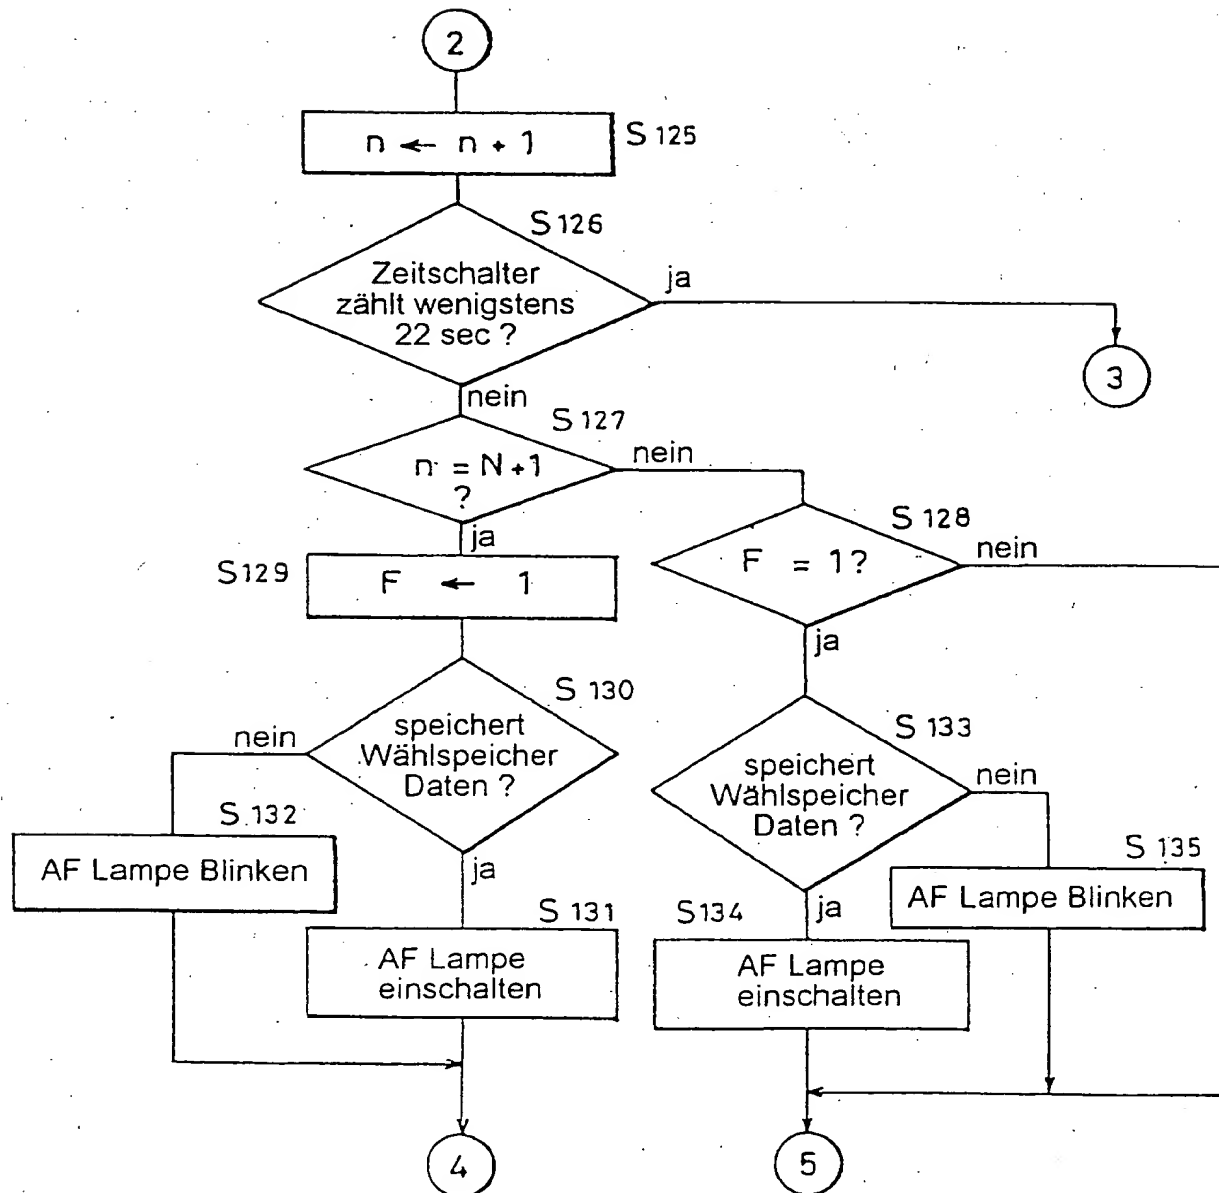 2
n ← n + 1
S 125
S 126
Zeitschalter
zählt wenigstens
22 sec ?
ja
3
nein
S 127
n = N + 1
?
nein
ja
S 128
F = 1?
nein
ja
S129
F ← 1
S 130
speichert
Wählspeicher
Daten ?
nein
ja
S 133
speichert
Wählspeicher
Daten ?
nein
ja
S 132
AF Lampe Blinken
S 131
AF Lampe
einschalten
S134
AF Lampe
einschalten
S 135
AF Lampe Blinken
4
5